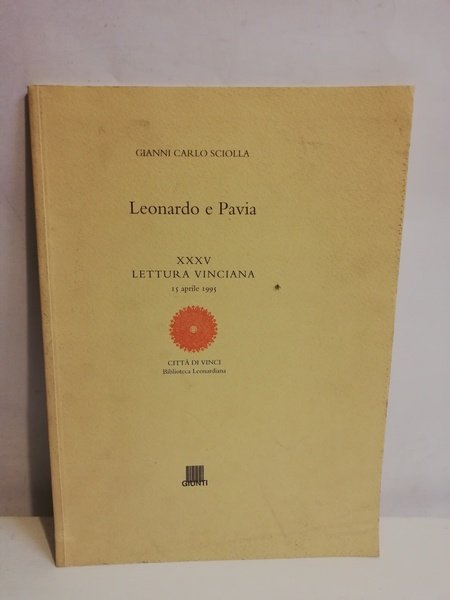 GIANNI CARLO SCIOLLA
Leonardo e Pavia
XXXV
LETTURA VINCIANA
15 aprile 1995
CITTÀ DI VINCI
Biblioteca Leonardiana
GIUNTI